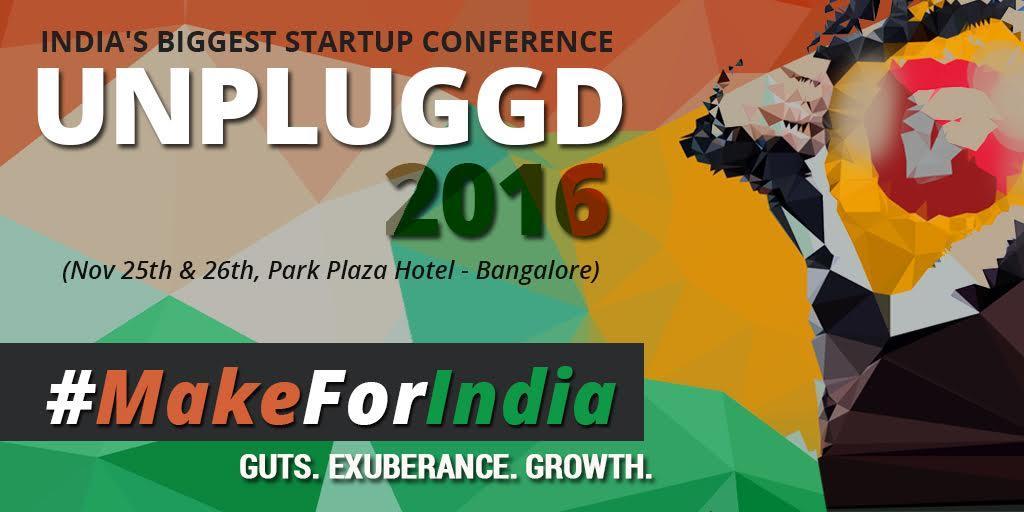 INDIA'S BIGGEST STARTUP CONFERENCE
UNPLUGGD
2016
(Nov 25th & 26th, Park Plaza Hotel - Bangalore)
#MakeForIndia
GUTS. EXUBERANCE. GROWTH.